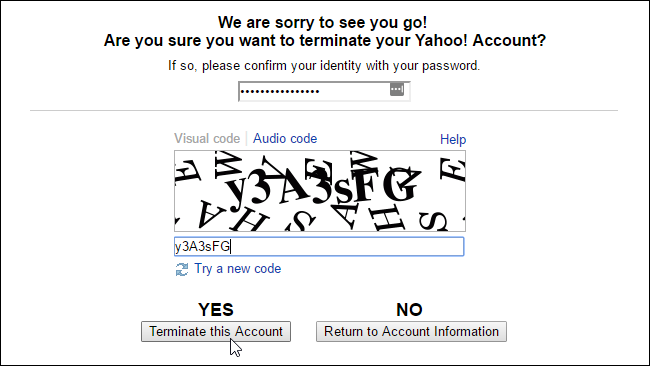 We are sorry to see you go!
Are you sure you want to terminate your Yahoo! Account?
If so, please confirm your identity with your password.
••••••••••••••••
Visual code | Audio code Help
y3A3sFG
y3A3sFG
Try a new code
YES NO
Terminate this Account Return to Account Information